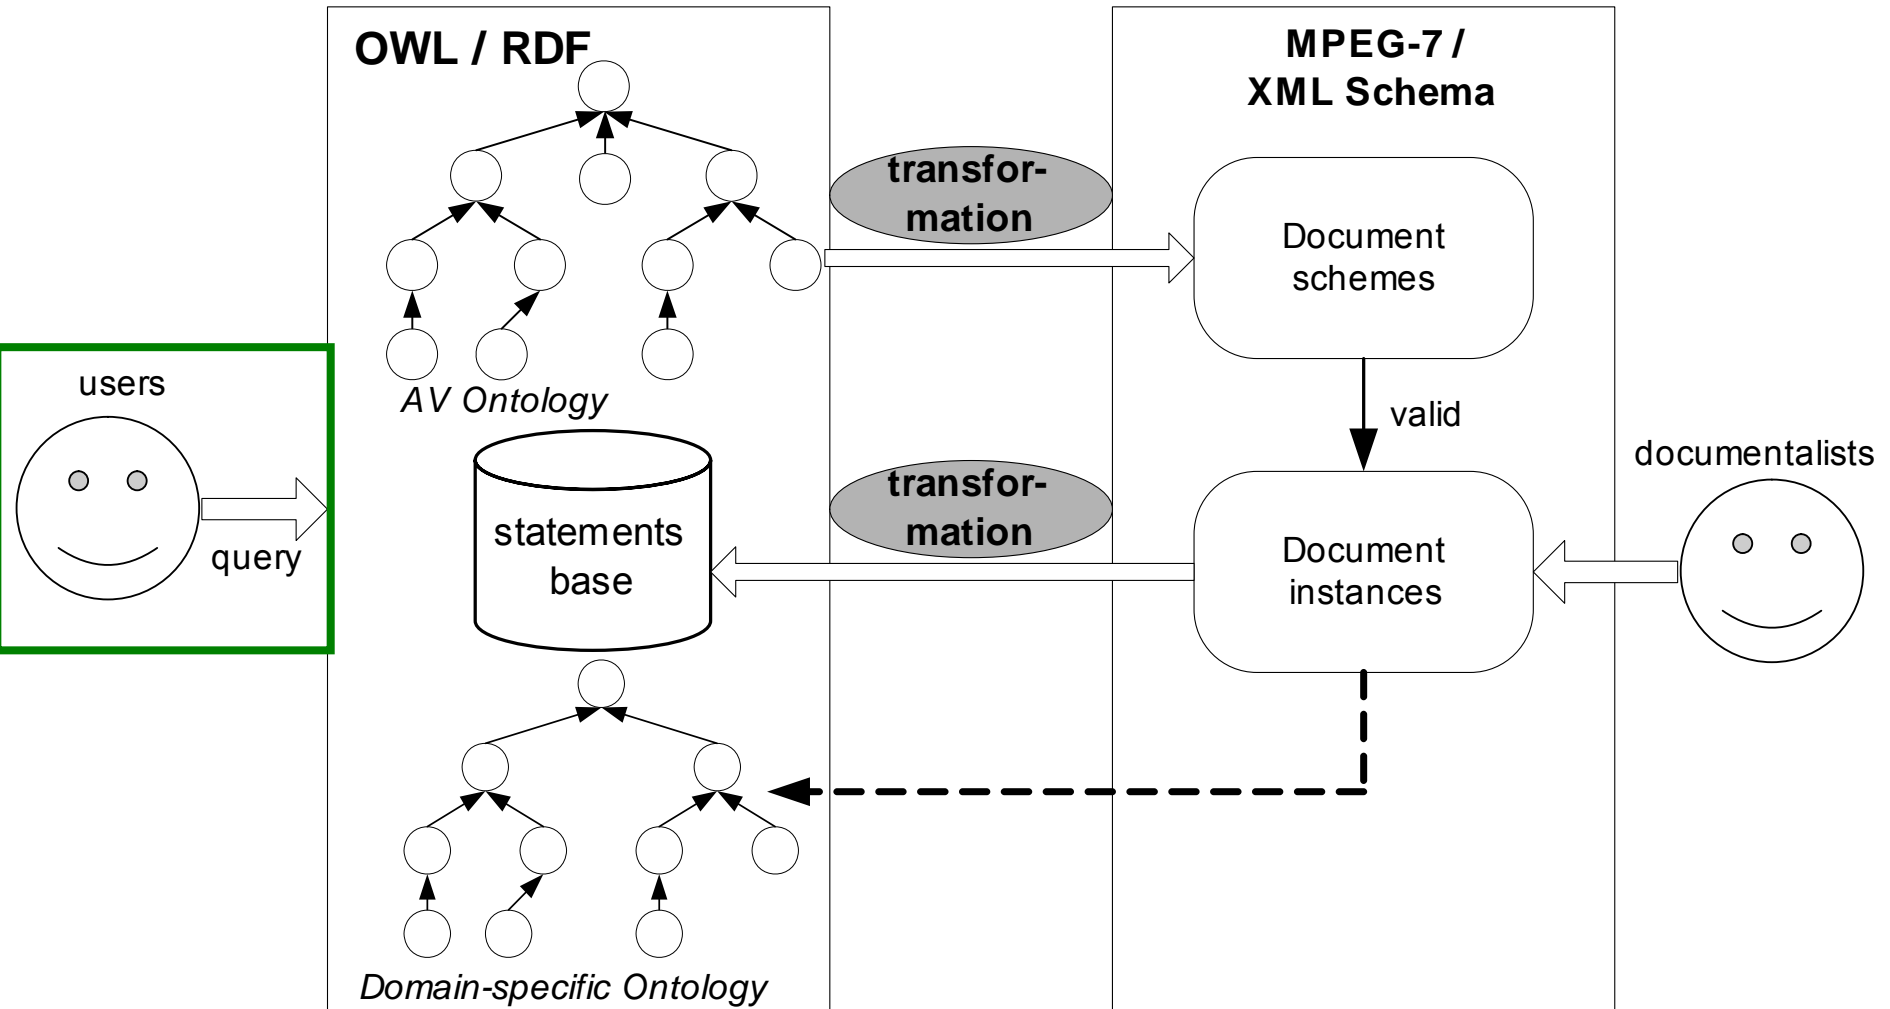 OWL / RDF
MPEG-7 /
XML Schema
transfor-
mation
Document
schemes
users
AV Ontology
valid
documentalists
query
statements
base
transfor-
mation
Document
instances
Domain-specific Ontology